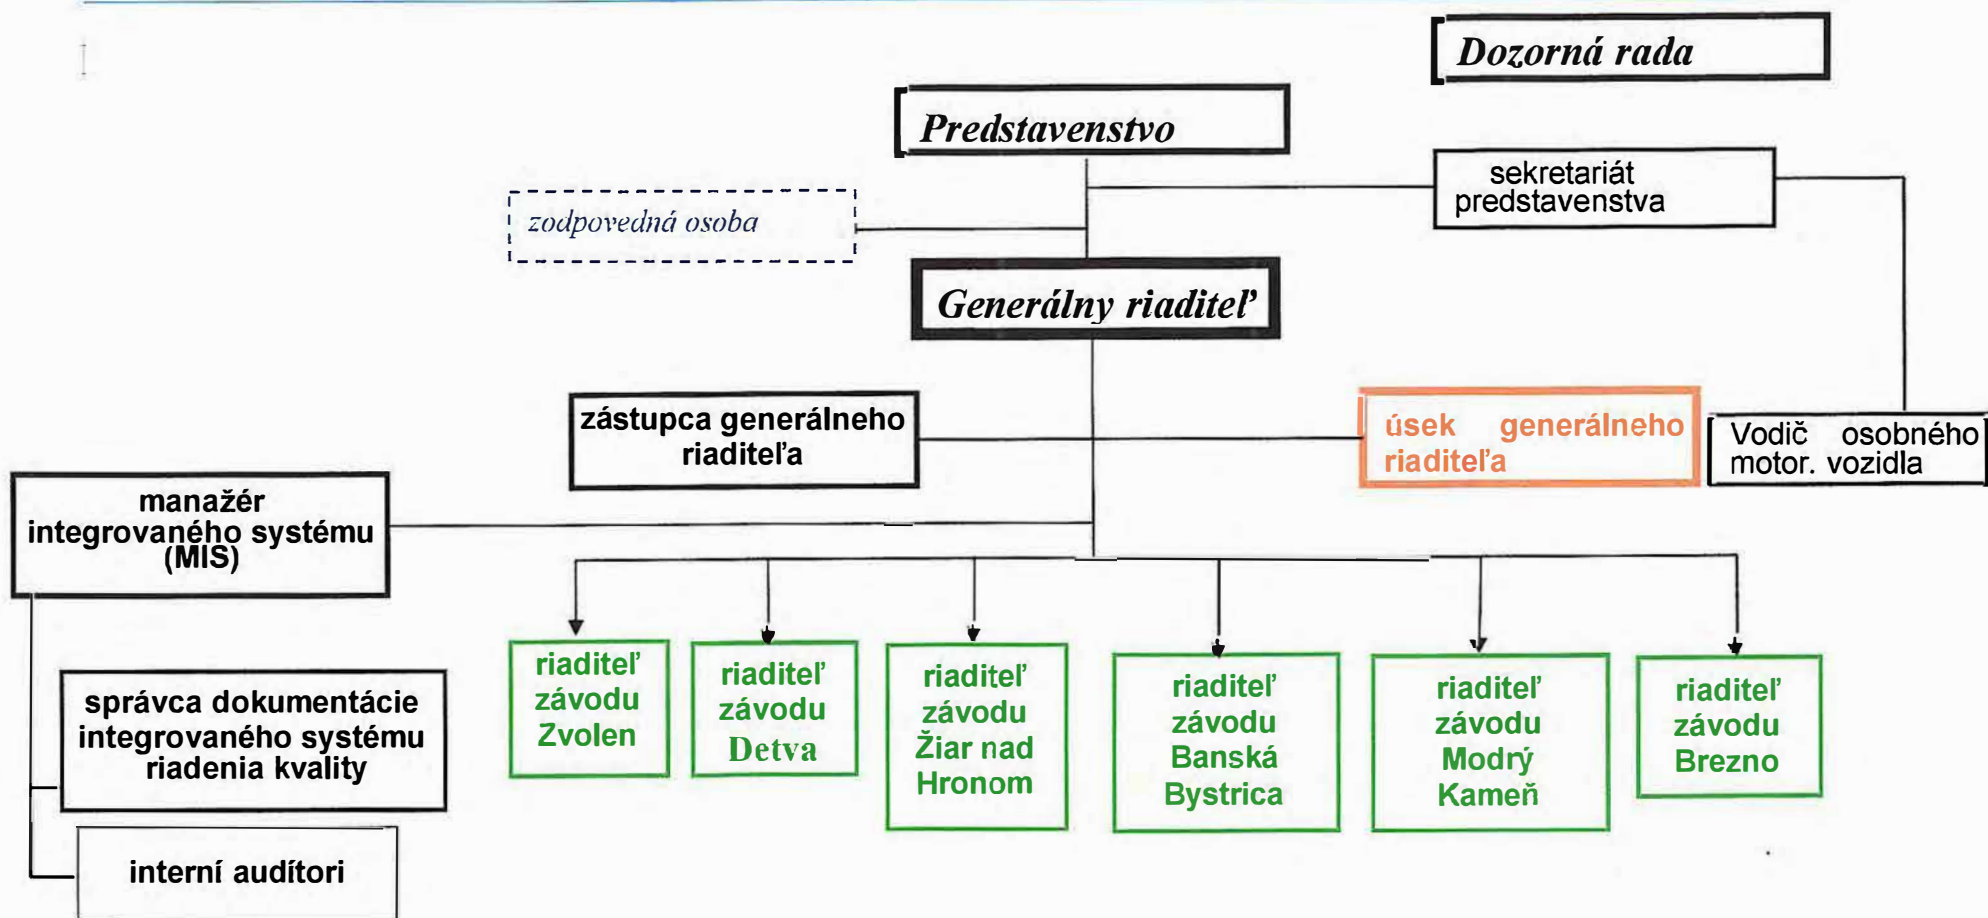 Dozorná rada
Predstavenstvo
sekretariát
predstavenstva
zodpovedná osoba
Generálny riaditeľ
zástupca generálneho
riaditeľa
úsek generálneho
riaditeľa
Vodič osobného
motor. vozidla
manažér
integrovaného systému
(MIS)
riaditeľ
závodu
Zvolen
riaditeľ
závodu
Detva
riaditeľ
závodu
Žiar nad
Hronom
riaditeľ
závodu
Banská
Bystrica
riaditeľ
závodu
Modrý
Kameň
riaditeľ
závodu
Brezno
správca dokumentácie
integrovaného systému
riadenia kvality
interní audítori